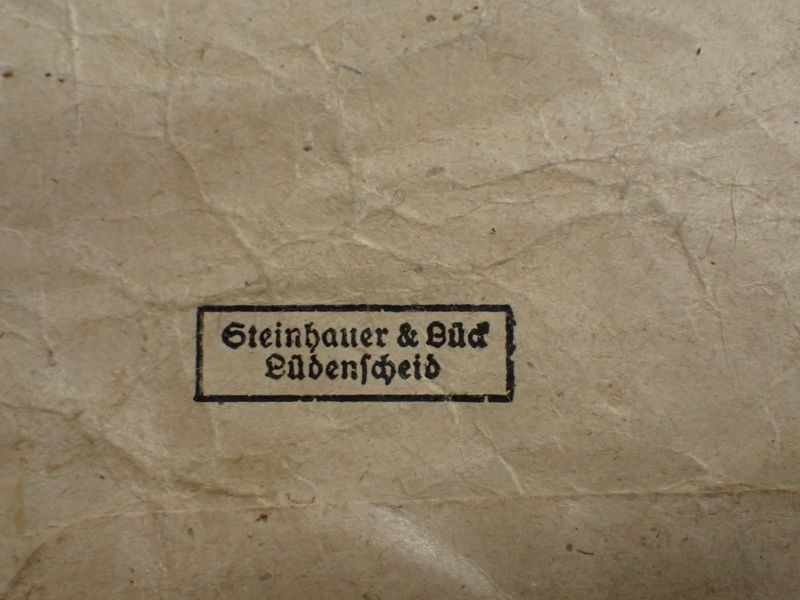 Steinhauer & Lück
Lüdenſcheid